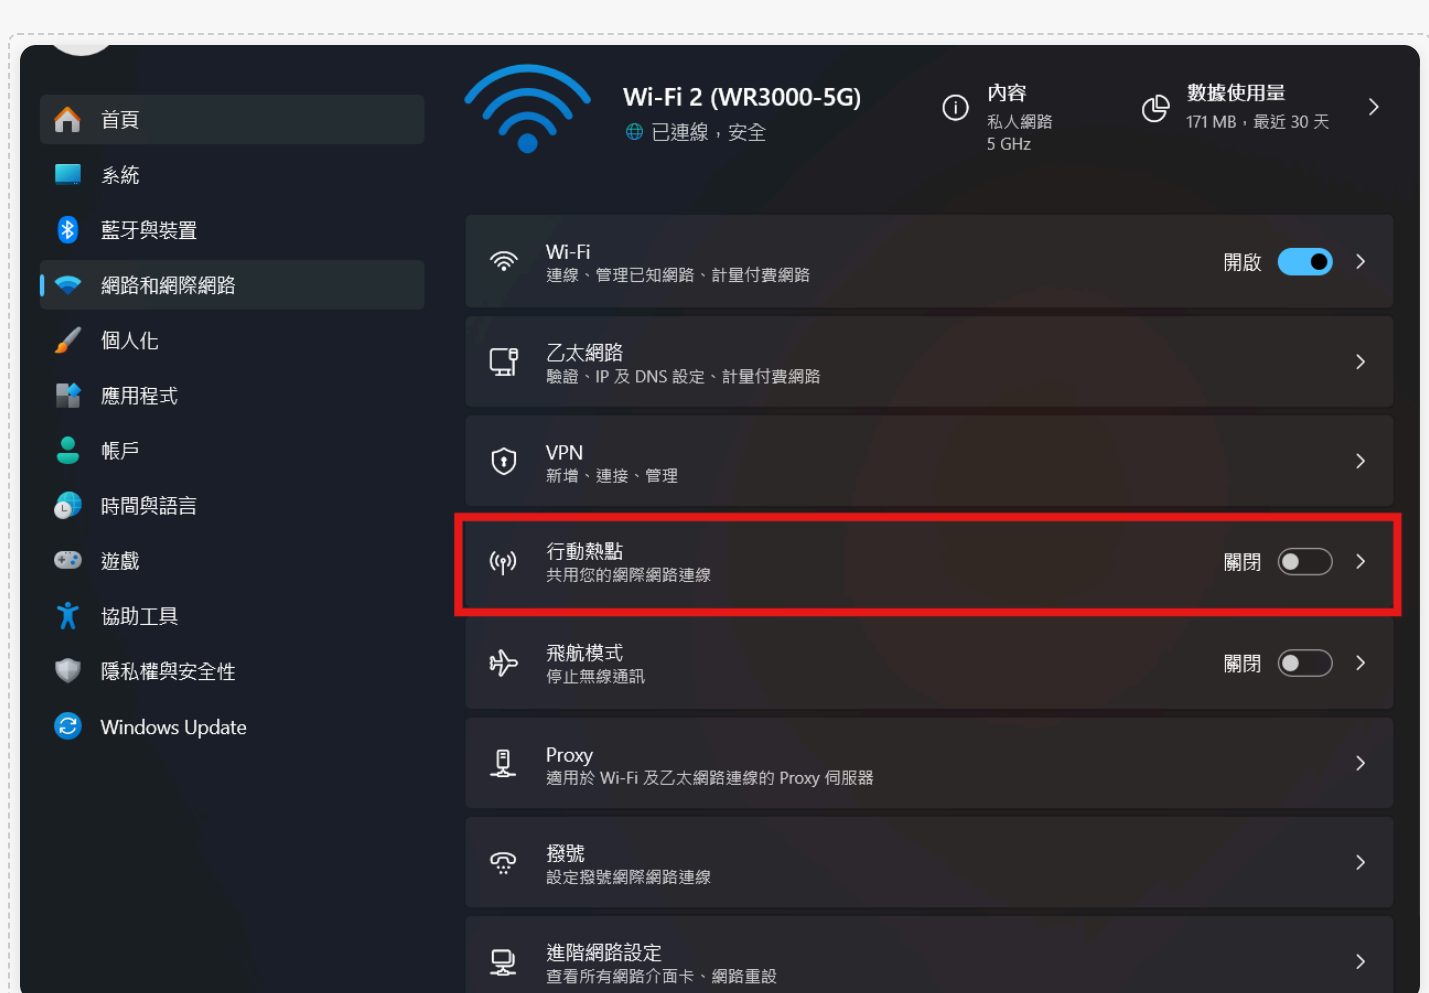 首頁
系統
藍牙與裝置
網路和網際網路
個人化
應用程式
帳戶
時間與語言
遊戲
協助工具
隱私權與安全性
Windows Update
Wi-Fi 2 (WR3000-5G)
已連線，安全
內容
私人網路
5 GHz
數據使用量
171 MB，最近 30 天
Wi-Fi
連線、管理已知網路、計量付費網路
開啟
乙太網路
驗證、IP 及 DNS 設定、計量付費網路
VPN
新增、連接、管理
行動熱點
共用您的網際網路連線
關閉
飛航模式
停止無線通訊
關閉
Proxy
適用於 Wi-Fi 及乙太網路連線的 Proxy 伺服器
撥號
設定撥號網際網路連線
進階網路設定
查看所有網路介面卡、網路重設